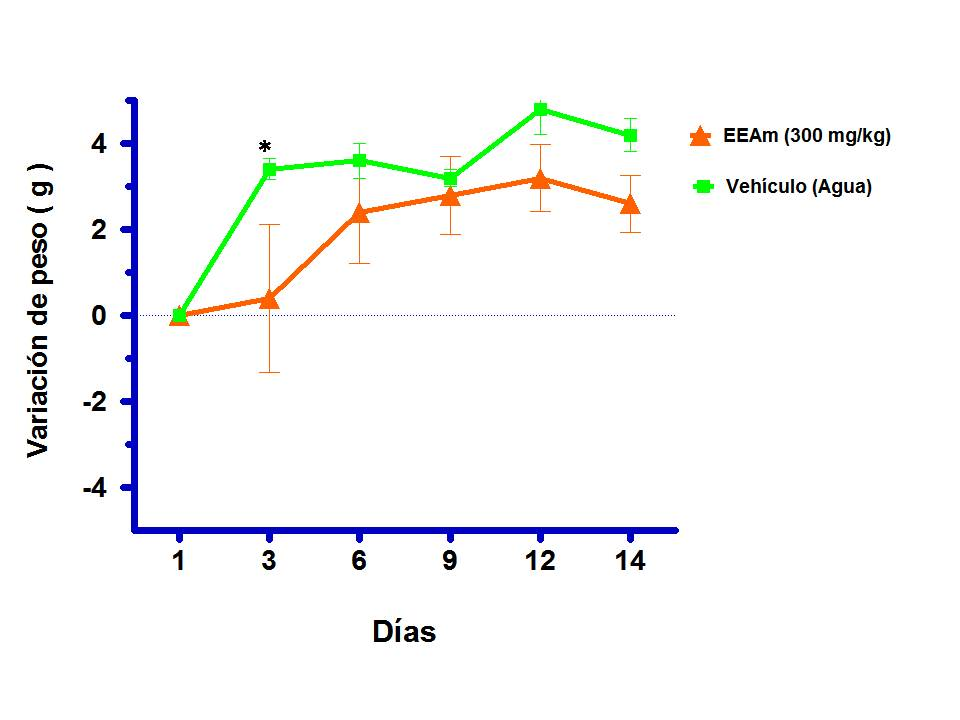 *
4
2
0
-2
-4
Variación de peso ( g )
1 3 6 9 12 14
Días
EEAm (300 mg/kg)
Vehículo (Agua)